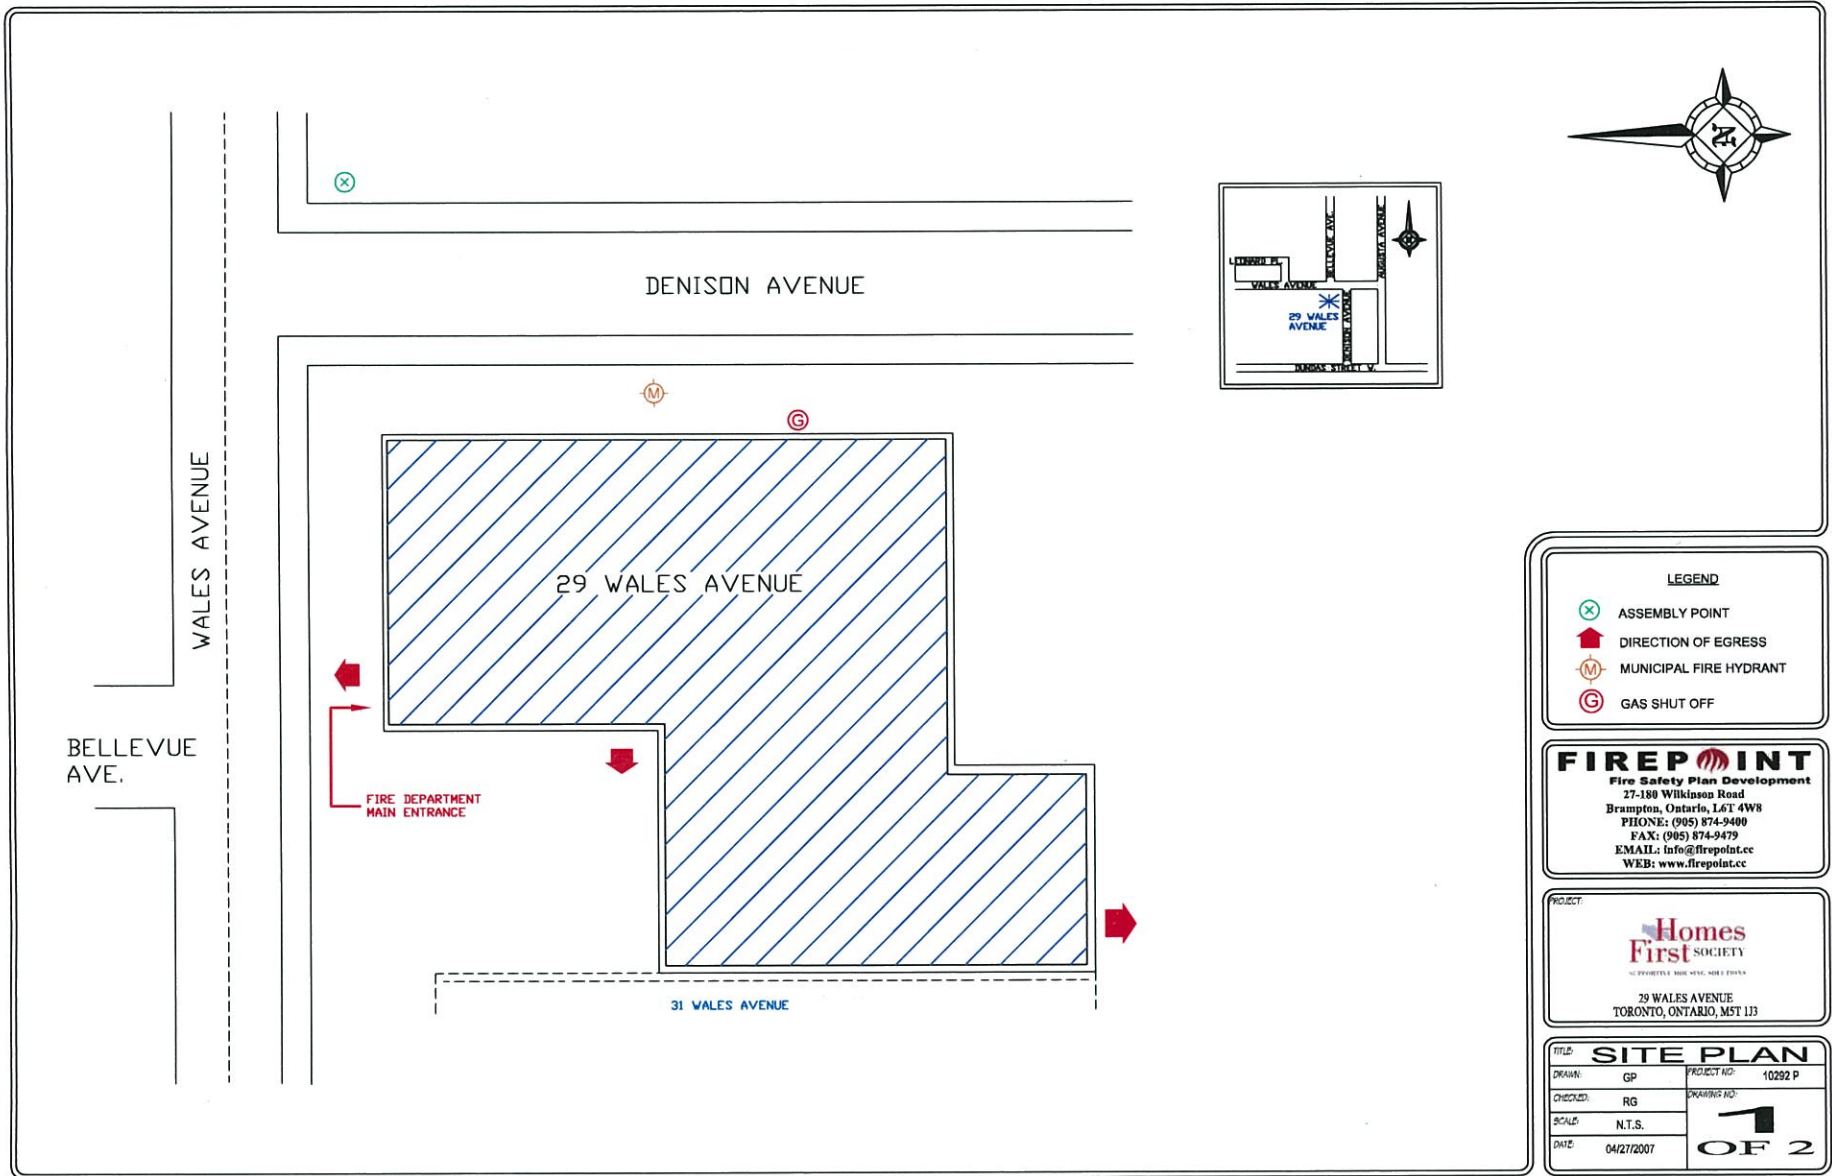 N
DENISON AVENUE
WALES AVENUE
BELLEVUE
AVE.
29 WALES AVENUE
FIRE DEPARTMENT
MAIN ENTRANCE
31 WALES AVENUE
M
G
BELLEVUE AVE.
AUGUSTA AVENUE
LEONARD PL.
WALES AVENUE
29 WALES
AVENUE
DENISON AVENUE
DUNDAS STREET W.
LEGEND
ASSEMBLY POINT
DIRECTION OF EGRESS
M MUNICIPAL FIRE HYDRANT
G GAS SHUT OFF
FIREPOINT
Fire Safety Plan Development
27-180 Wilkinson Road
Brampton, Ontario, L6T 4W8
PHONE: (905) 874-9400
FAX: (905) 874-9479
EMAIL: info@firepoint.cc
WEB: www.firepoint.cc
PROJECT:
Homes
First SOCIETY
SUPPORTIVE HOUSING SOLUTIONS
29 WALES AVENUE
TORONTO, ONTARIO, M5T 1J3
TITLE: SITE PLAN
DRAWN: GP
PROJECT NO: 10292 P
CHECKED: RG
DRAWING NO:
1
OF 2
SCALE: N.T.S.
DATE: 04/27/2007